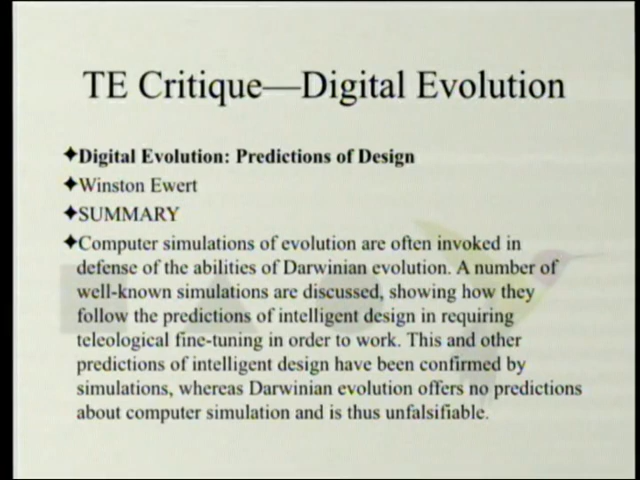 TE Critique—Digital Evolution
✦Digital Evolution: Predictions of Design
✦Winston Ewert
✦SUMMARY
✦Computer simulations of evolution are often invoked in
defense of the abilities of Darwinian evolution. A number of
well-known simulations are discussed, showing how they
follow the predictions of intelligent design in requiring
teleological fine-tuning in order to work. This and other
predictions of intelligent design have been confirmed by
simulations, whereas Darwinian evolution offers no predictions
about computer simulation and is thus unfalsifiable.